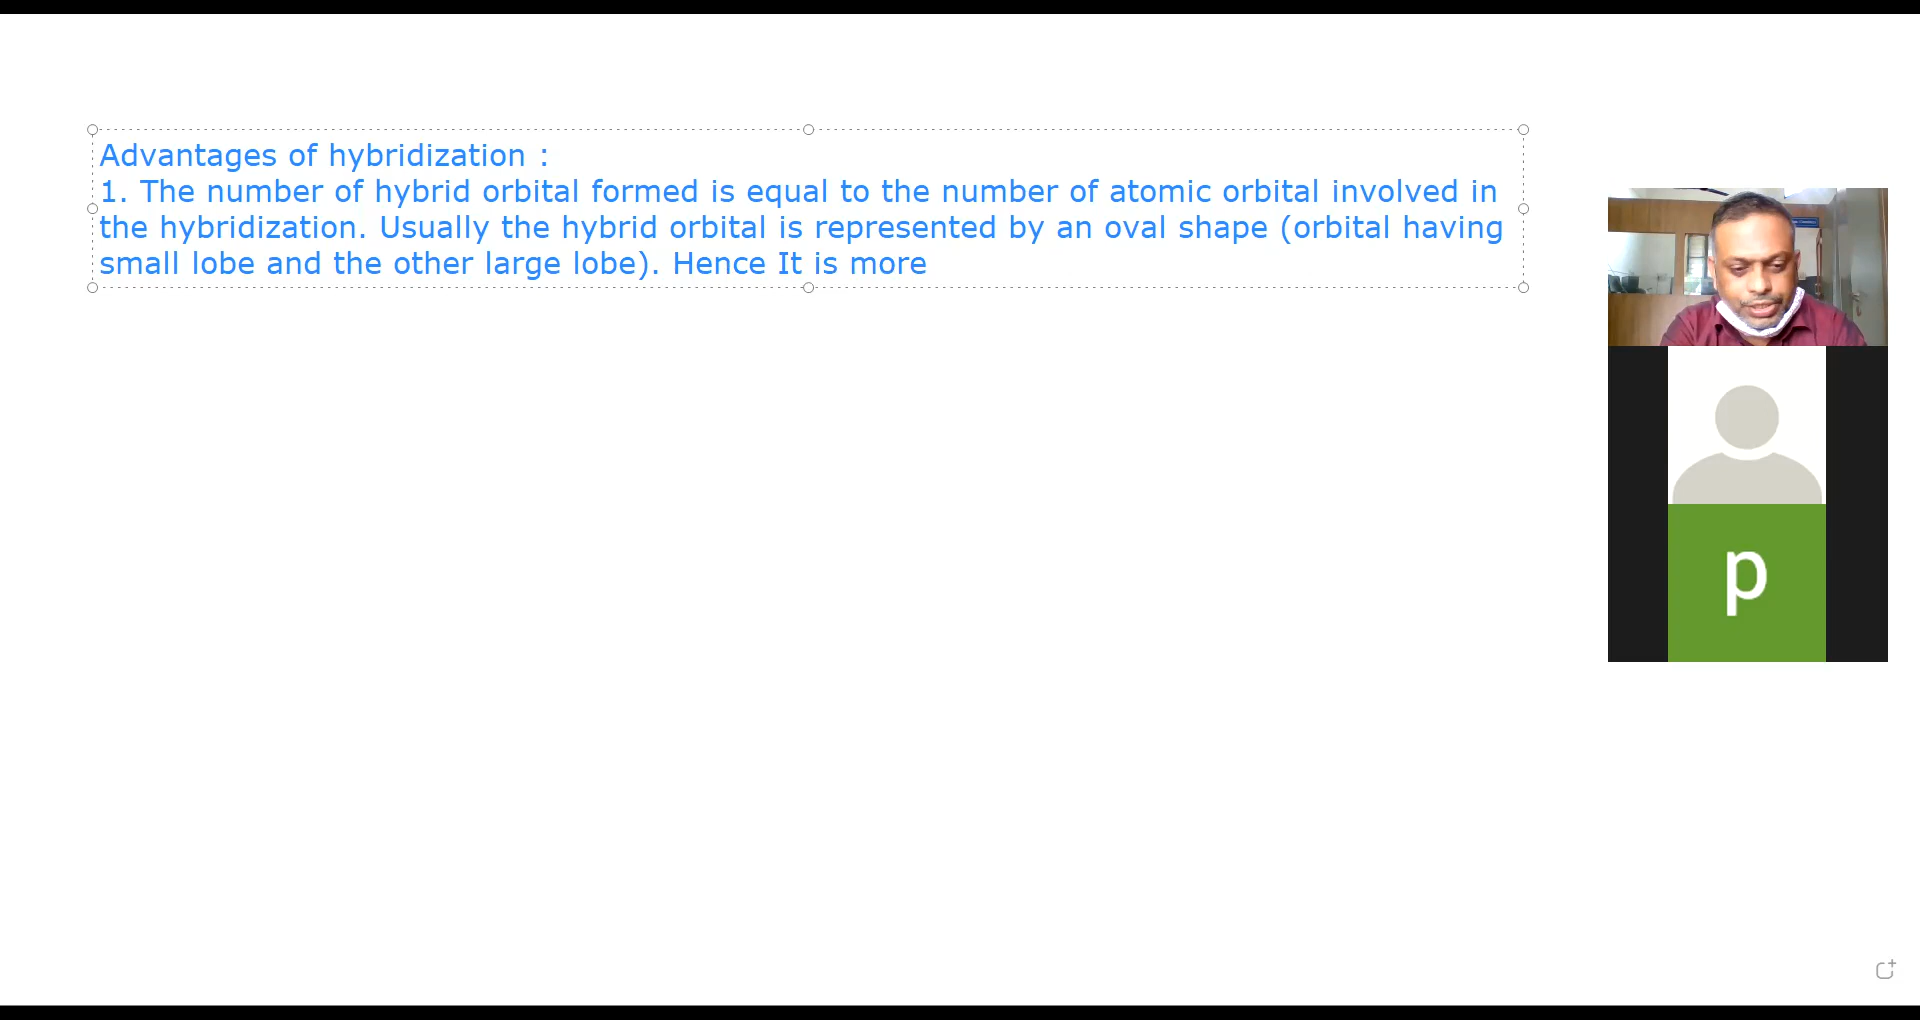 Advantages of hybridization :
1. The number of hybrid orbital formed is equal to the number of atomic orbital involved in
the hybridization. Usually the hybrid orbital is represented by an oval shape (orbital having
small lobe and the other large lobe). Hence It is more
p